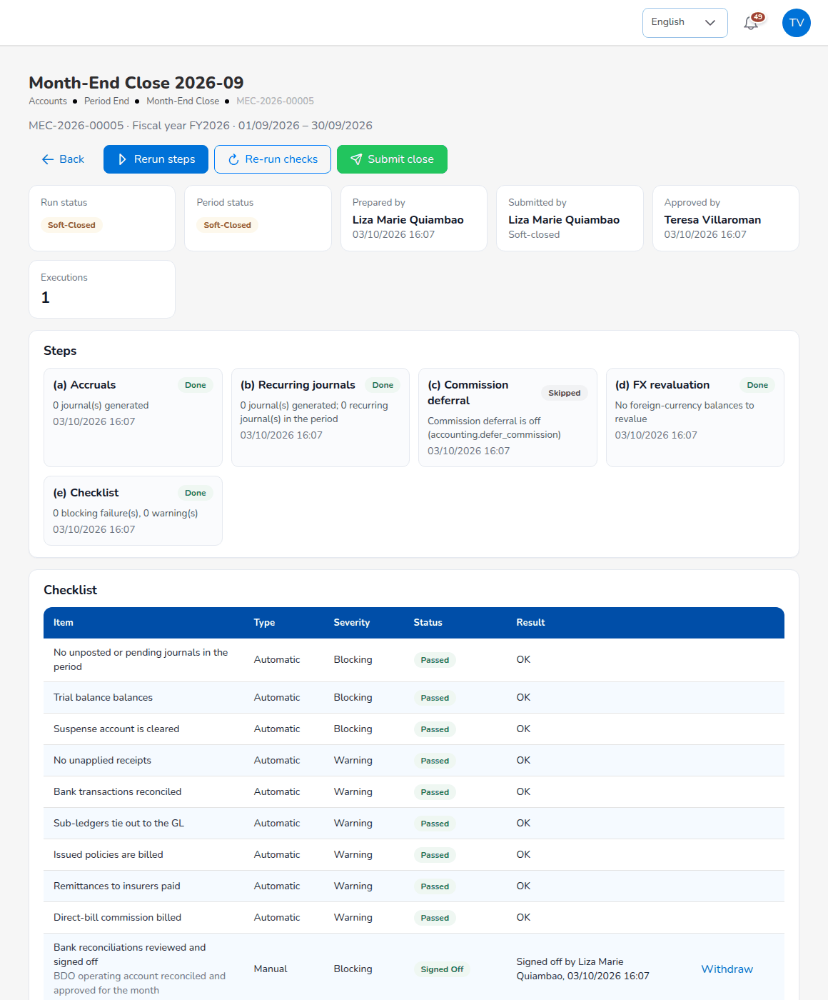 English
49
TV
Month-End Close 2026-09
Accounts • Period End • Month-End Close • MEC-2026-00005
MEC-2026-00005 · Fiscal year FY2026 · 01/09/2026 – 30/09/2026
Back
Rerun steps
Re-run checks
Submit close
Run status
Soft-Closed
Period status
Soft-Closed
Prepared by
Liza Marie Quiambao
03/10/2026 16:07
Submitted by
Liza Marie Quiambao
Soft-closed
Approved by
Teresa Villaroman
03/10/2026 16:07
Executions
1
Steps
(a) Accruals
Done
0 journal(s) generated
03/10/2026 16:07
(b) Recurring journals
Done
0 journal(s) generated; 0 recurring
journal(s) in the period
03/10/2026 16:07
(c) Commission
deferral
Skipped
Commission deferral is off
(accounting.defer_commission)
03/10/2026 16:07
(d) FX revaluation
Done
No foreign-currency balances to
revalue
03/10/2026 16:07
(e) Checklist
Done
0 blocking failure(s), 0 warning(s)
03/10/2026 16:07
Checklist
Item Type Severity Status Result
No unposted or pending journals in the
period
Automatic Blocking Passed OK
Trial balance balances Automatic Blocking Passed OK
Suspense account is cleared Automatic Blocking Passed OK
No unapplied receipts Automatic Warning Passed OK
Bank transactions reconciled Automatic Warning Passed OK
Sub-ledgers tie out to the GL Automatic Warning Passed OK
Issued policies are billed Automatic Warning Passed OK
Remittances to insurers paid Automatic Warning Passed OK
Direct-bill commission billed Automatic Warning Passed OK
Bank reconciliations reviewed and
signed off
BDO operating account reconciled and
approved for the month
Manual Blocking Signed Off
Signed off by Liza Marie
Quiambao, 03/10/2026 16:07
Withdraw